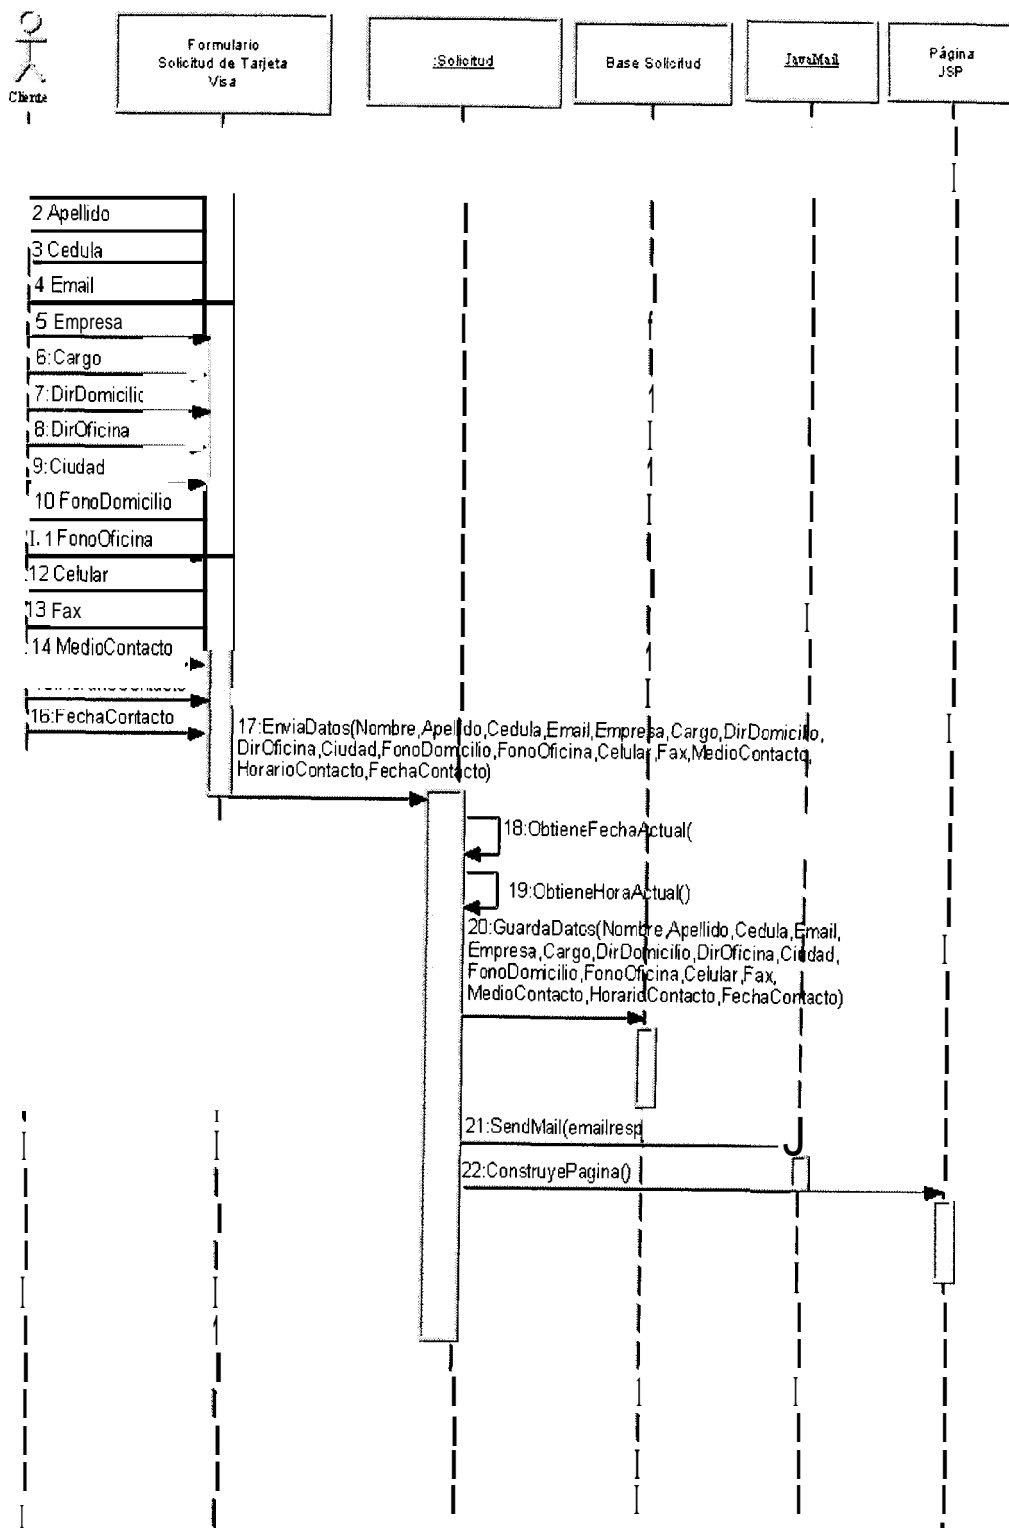 Cliente
Formulario
Solicitud de Tarjeta
Visa
:Solicitud
Base Solicitud
JavaMail
Página
JSP
2 Apellido
3 Cedula
4 Email
5 Empresa
6:Cargo
7:DirDomicilic
8:DirOficina
9:Ciudad
10 FonoDomicilio
I. 1 FonoOficina
12 Celular
13 Fax
14 MedioContacto
16:FechaContacto
17:EnviaDatos(Nombre,Apellido,Cedula,Email,Empresa,Cargo,DirDomicilio,
DirOficina,Ciudad,FonoDomicilio,FonoOficina,Celular,Fax,MedioContacto,
HorarioContacto,FechaContacto)
18:ObtieneFechaActual(
19:ObtieneHoraActual()
20:GuardaDatos(Nombre,Apellido,Cedula,Email,
Empresa,Cargo,DirDomicilio,DirOficina,Ciudad,
FonoDomicilio,FonoOficina,Celular,Fax,
MedioContacto,HorarioContacto,FechaContacto)
21:SendMail(emailresp
22:ConstruyePagina()